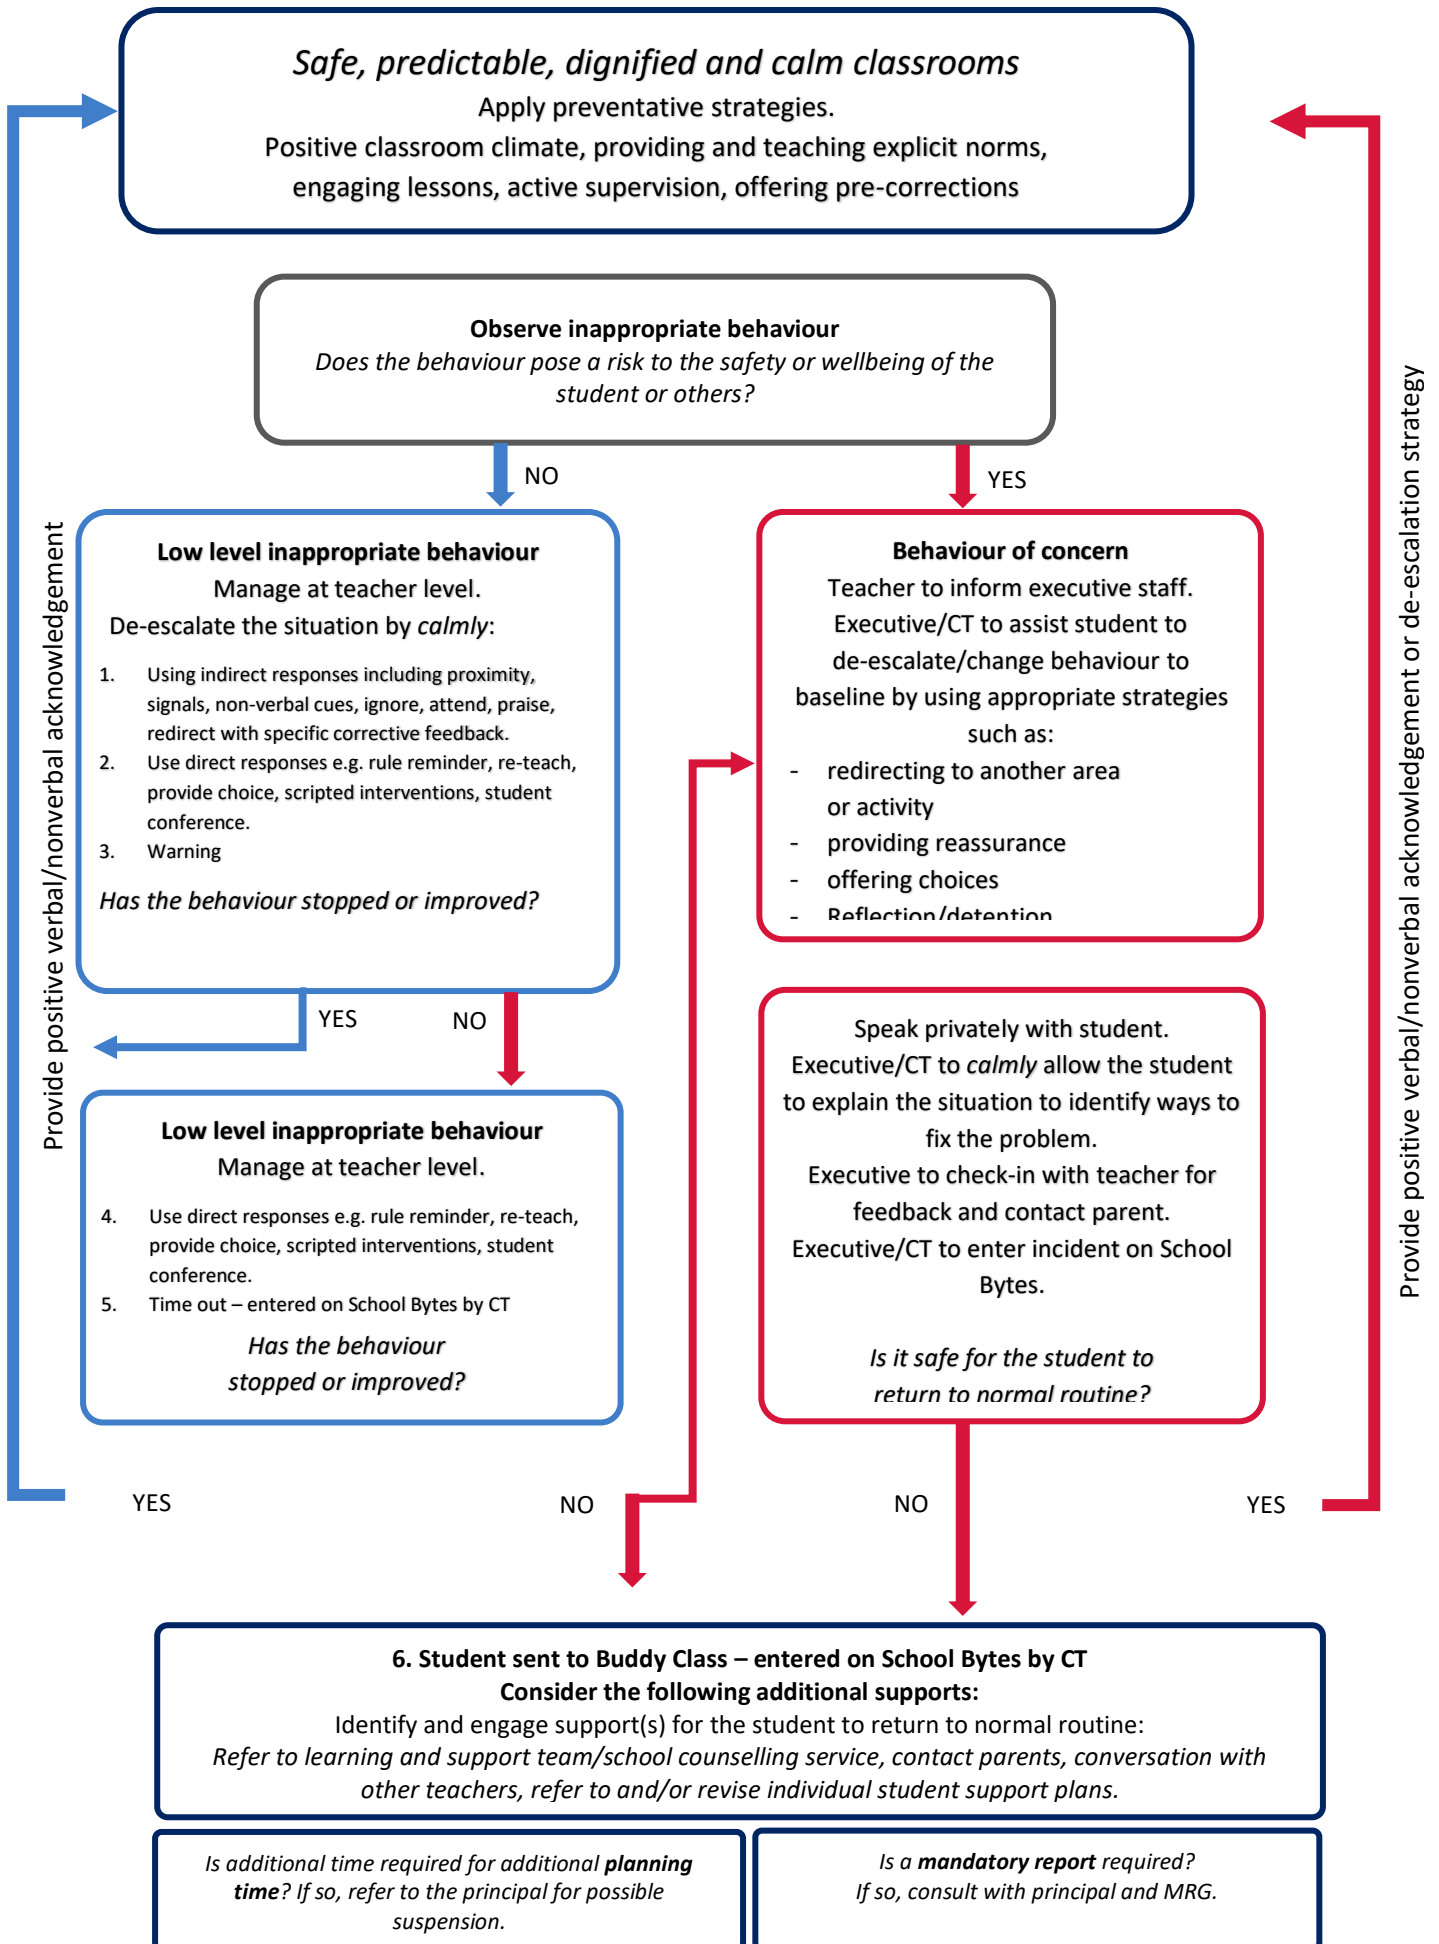 Safe, predictable, dignified and calm classrooms
Apply preventative strategies.
Positive classroom climate, providing and teaching explicit norms,
engaging lessons, active supervision, offering pre-corrections
Observe inappropriate behaviour
Does the behaviour pose a risk to the safety or wellbeing of the
student or others?
NO
YES
Provide positive verbal/nonverbal acknowledgement
Low level inappropriate behaviour
Manage at teacher level.
De-escalate the situation by calmly:
1. Using indirect responses including proximity,
signals, non-verbal cues, ignore, attend, praise,
redirect with specific corrective feedback.
2. Use direct responses e.g. rule reminder, re-teach,
provide choice, scripted interventions, student
conference.
3. Warning
Has the behaviour stopped or improved?
YES
NO
Low level inappropriate behaviour
Manage at teacher level.
4. Use direct responses e.g. rule reminder, re-teach,
provide choice, scripted interventions, student
conference.
5. Time out – entered on School Bytes by CT
Has the behaviour
stopped or improved?
YES
NO
Behaviour of concern
Teacher to inform executive staff.
Executive/CT to assist student to
de-escalate/change behaviour to
baseline by using appropriate strategies
such as:
- redirecting to another area
or activity
- providing reassurance
- offering choices
- Reflection/detention
Speak privately with student.
Executive/CT to calmly allow the student
to explain the situation to identify ways to
fix the problem.
Executive to check-in with teacher for
feedback and contact parent.
Executive/CT to enter incident on School
Bytes.
Is it safe for the student to
return to normal routine?
NO
YES
Provide positive verbal/nonverbal acknowledgement or de-escalation strategy
6. Student sent to Buddy Class – entered on School Bytes by CT
Consider the following additional supports:
Identify and engage support(s) for the student to return to normal routine:
Refer to learning and support team/school counselling service, contact parents, conversation with
other teachers, refer to and/or revise individual student support plans.
Is additional time required for additional planning
time? If so, refer to the principal for possible
suspension.
Is a mandatory report required?
If so, consult with principal and MRG.